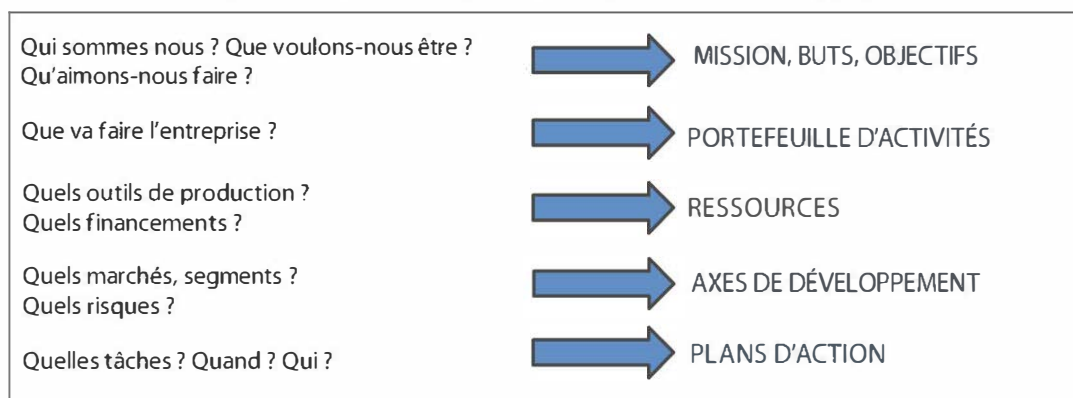 Qui sommes nous ? Que voulons-nous être ?
Qu'aimons-nous faire ?
MISSION, BUTS, OBJECTIFS
Que va faire l'entreprise ?
PORTEFEUILLE D'ACTIVITÉS
Quels outils de production ?
Quels financements ?
RESSOURCES
Quels marchés, segments ?
Quels risques ?
AXES DE DÉVELOPPEMENT
Quelles tâches ? Quand ? Qui ?
PLANS D'ACTION